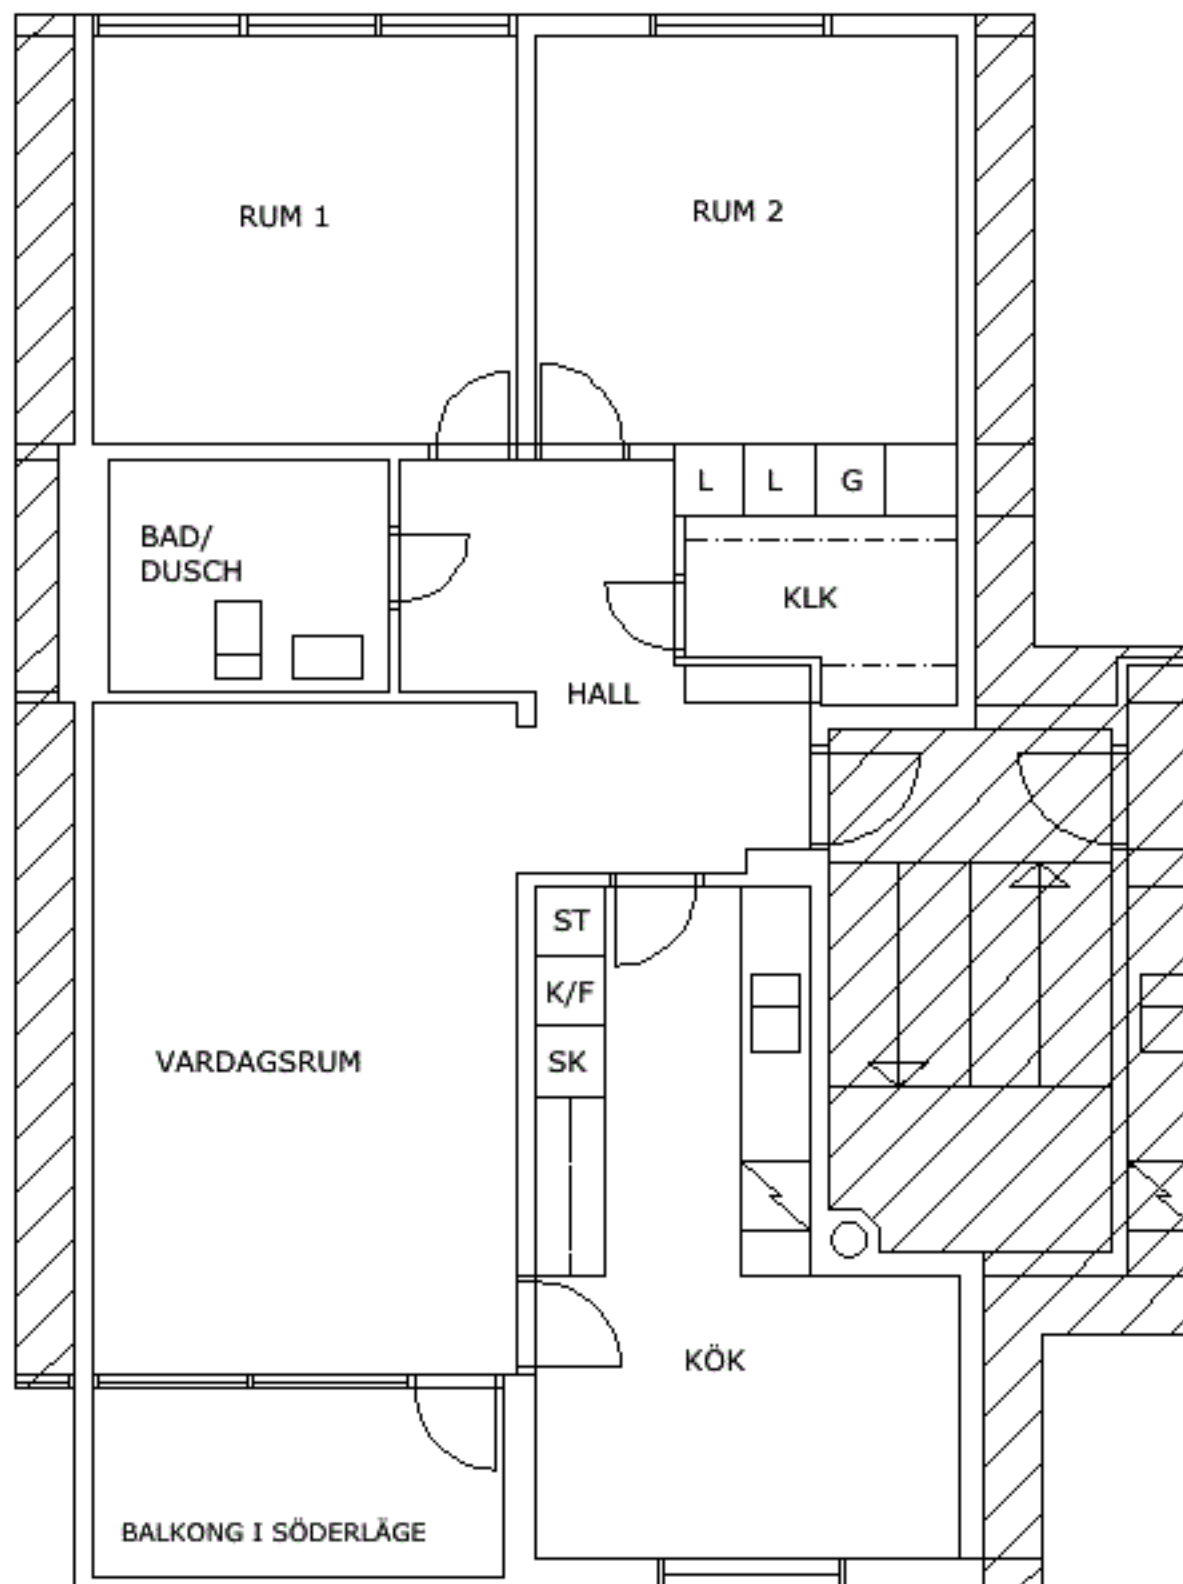 RUM 1
RUM 2
L L G
BAD/
DUSCH
KLK
HALL
ST
K/F
SK
VARDAGSRUM
KÖK
BALKONG I SÖDERLÄGE